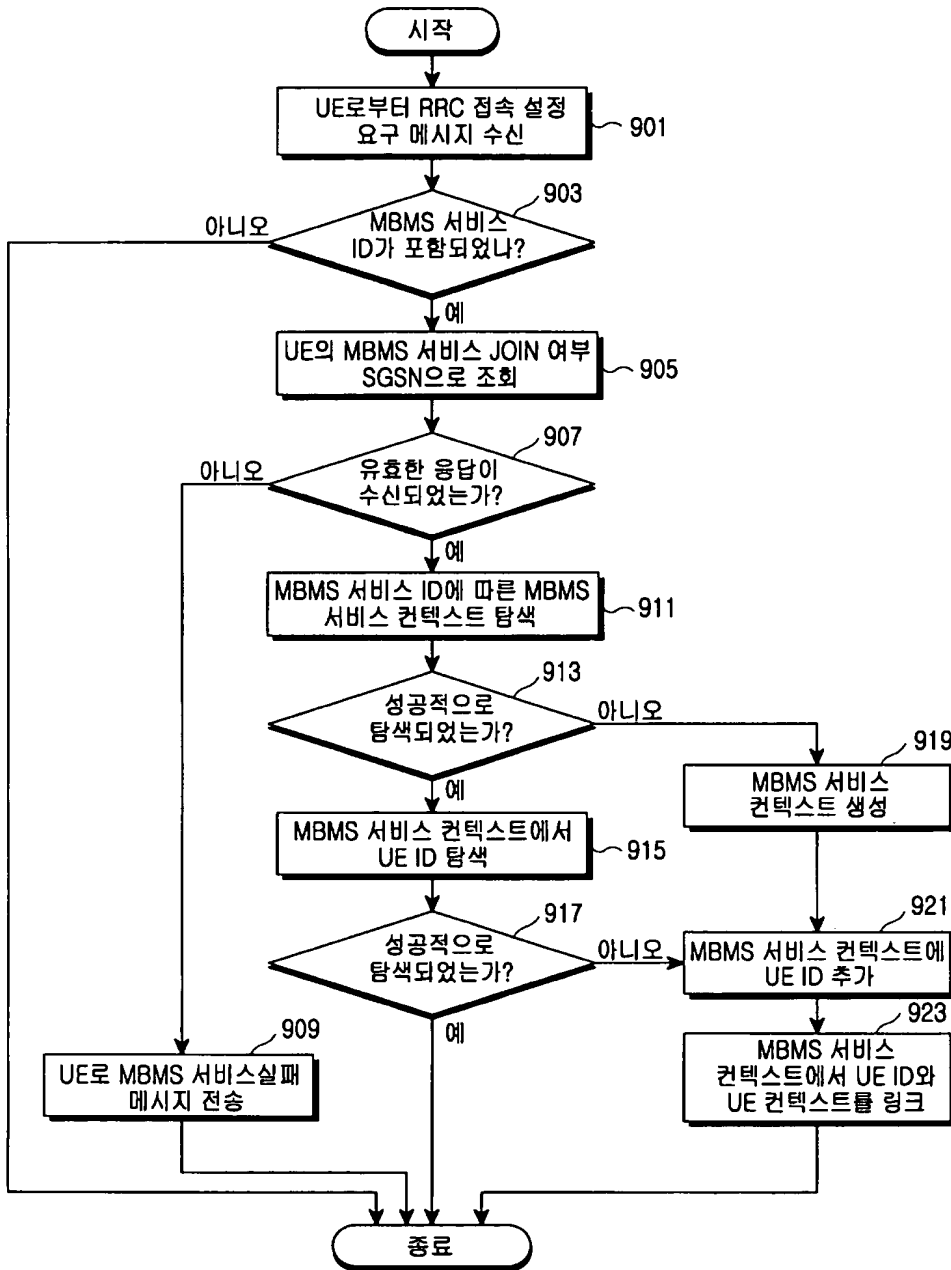 시작
UE로부터 RRC 접속 설정
요구 메시지 수신
901
903
MBMS 서비스
ID가 포함되었나?
아니오
예
UE의 MBMS 서비스 JOIN 여부
SGSN으로 조회
905
907
유효한 응답이
수신되었는가?
아니오
예
MBMS 서비스 ID에 따른 MBMS
서비스 컨텍스트 탐색
911
913
성공적으로
탐색되었는가?
아니오
예
919
MBMS 서비스
컨텍스트 생성
MBMS 서비스 컨텍스트에서
UE ID 탐색
915
917
성공적으로
탐색되었는가?
아니오
예
921
MBMS 서비스 컨텍스트에
UE ID 추가
923
MBMS 서비스
컨텍스트에서 UE ID와
UE 컨텍스트를 링크
909
UE로 MBMS 서비스실패
메시지 전송
종료